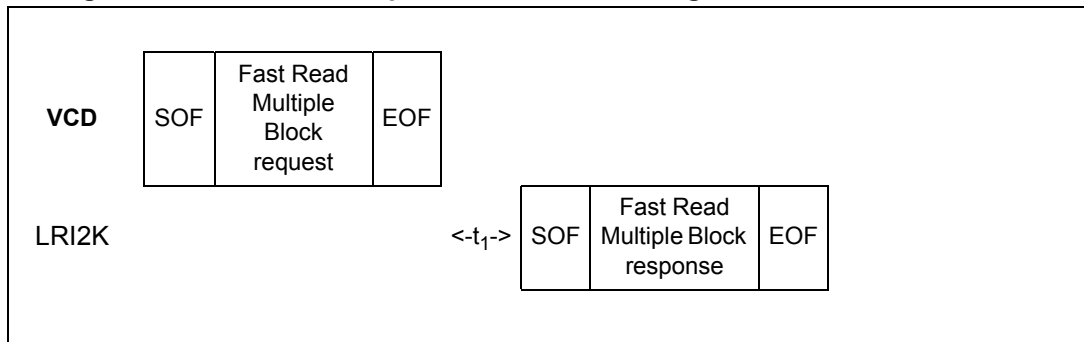 Fast Read
Multiple
Block
request
VCD
SOF
EOF
LRI2K
<-t1->
SOF
Fast Read
Multiple Block
response
EOF